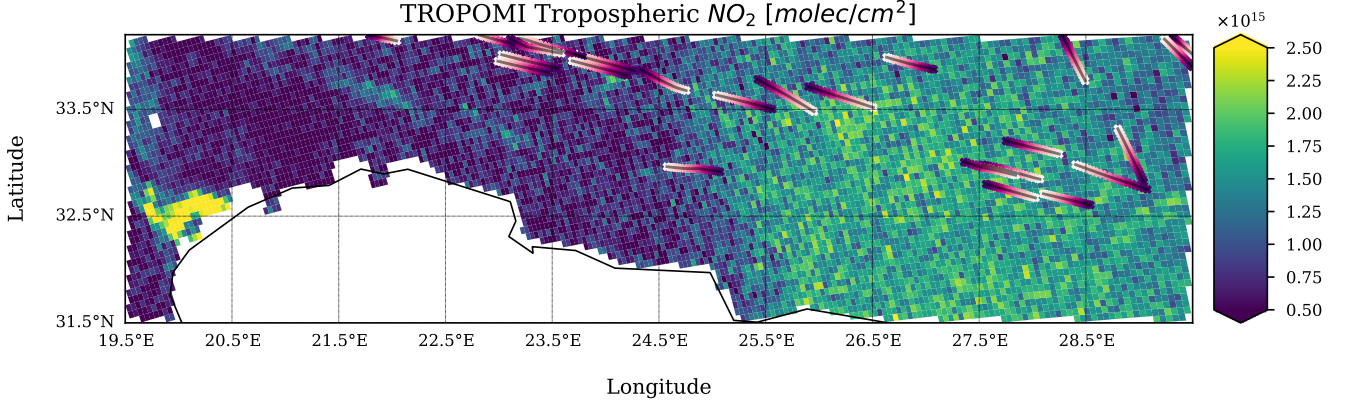 TROPOMI Tropospheric NO₂ [molec/cm²]
×10¹⁵
Latitude
33.5°N
32.5°N
31.5°N
19.5°E 20.5°E 21.5°E 22.5°E 23.5°E 24.5°E 25.5°E 26.5°E 27.5°E 28.5°E
Longitude
2.50
2.25
2.00
1.75
1.50
1.25
1.00
0.75
0.50